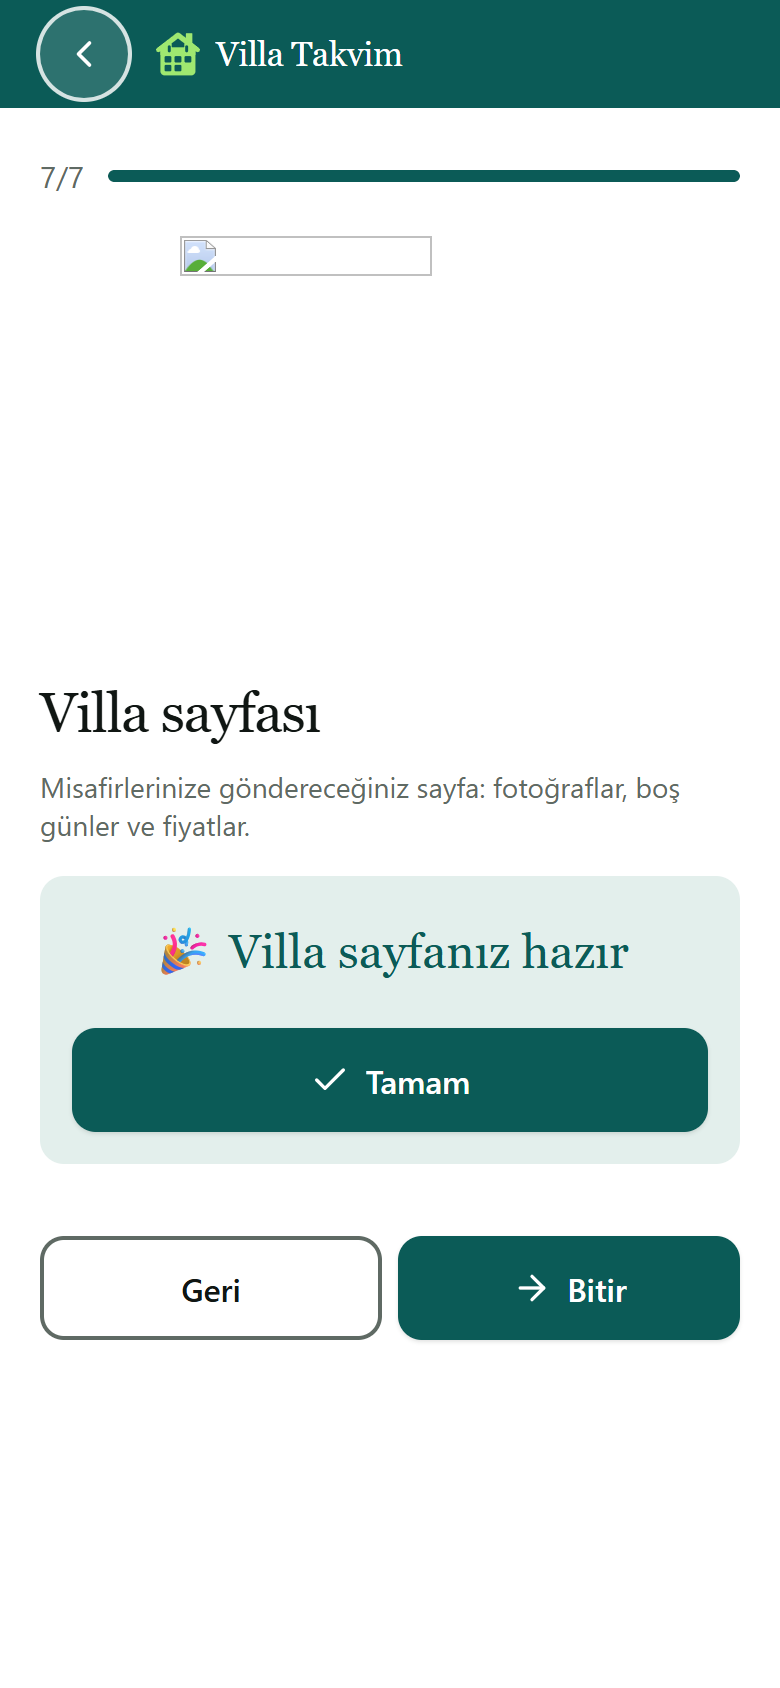 Villa Takvim
7/7
Villa sayfası
Misafirlerinize göndereceğiniz sayfa: fotoğraflar, boş
günler ve fiyatlar.
🎉 Villa sayfanız hazır
Tamam
Geri
Bitir